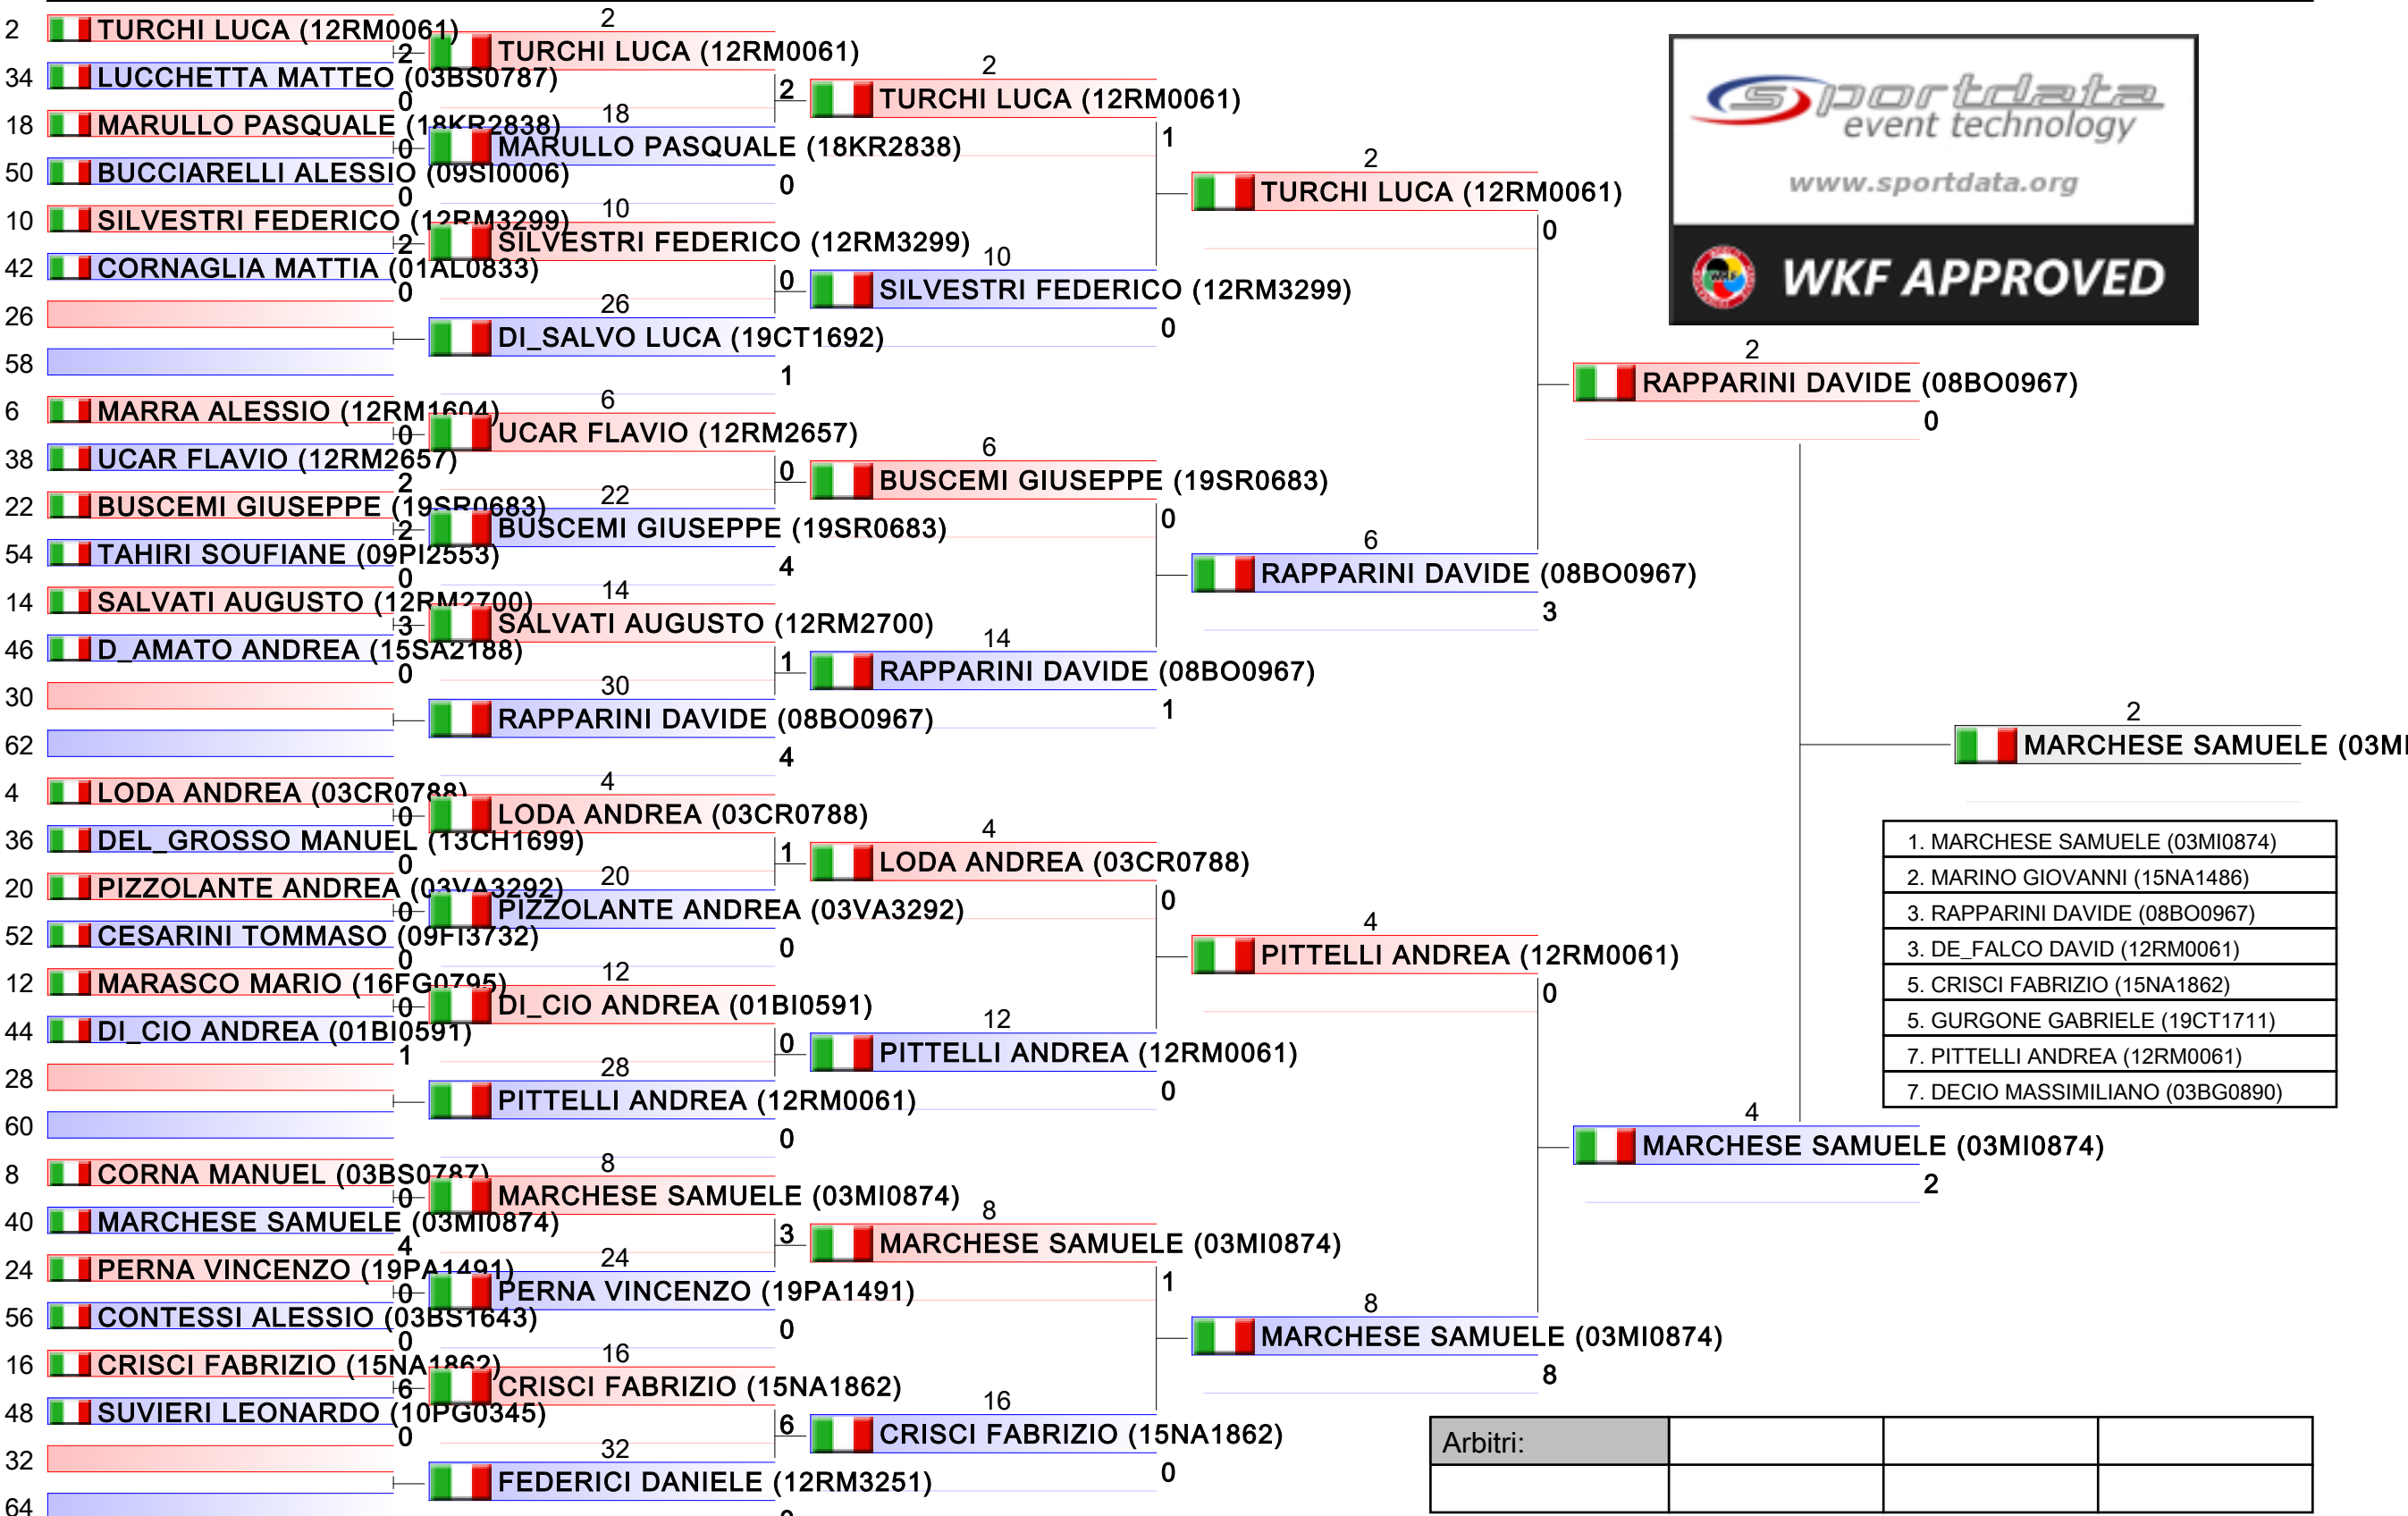 2 TURCHI LUCA (12RM0061)
2
34 LUCCHETTA MATTEO (03BS0787)
0
18 MARULLO PASQUALE (18KR2838)
0
50 BUCCIARELLI ALESSIO (09SI0006)
0
10 SILVESTRI FEDERICO (12RM3299)
2
42 CORNAGLIA MATTIA (01AL0833)
0
26
58
6 MARRA ALESSIO (12RM1604)
0
38 UCAR FLAVIO (12RM2657)
2
22 BUSCEMI GIUSEPPE (19SR0683)
2
54 TAHIRI SOUFIANE (09PI2553)
0
14 SALVATI AUGUSTO (12RM2700)
3
46 D_AMATO ANDREA (15SA2188)
0
30
62
4 LODA ANDREA (03CR0788)
0
36 DEL_GROSSO MANUEL (13CH1699)
0
20 PIZZOLANTE ANDREA (03VA3292)
0
52 CESARINI TOMMASO (09FI3732)
0
12 MARASCO MARIO (16FG0795)
0
44 DI_CIO ANDREA (01BI0591)
1
28
60
8 CORNA MANUEL (03BS0787)
0
40 MARCHESE SAMUELE (03MI0874)
4
24 PERNA VINCENZO (19PA1491)
0
56 CONTESSI ALESSIO (03BS1643)
0
16 CRISCI FABRIZIO (15NA1862)
6
48 SUVIERI LEONARDO (10PG0345)
0
32
64
2
TURCHI LUCA (12RM0061)
2
18
MARULLO PASQUALE (18KR2838)
0
10
SILVESTRI FEDERICO (12RM3299)
0
26
DI_SALVO LUCA (19CT1692)
1
6
UCAR FLAVIO (12RM2657)
0
22
BUSCEMI GIUSEPPE (19SR0683)
4
14
SALVATI AUGUSTO (12RM2700)
1
30
RAPPARINI DAVIDE (08BO0967)
4
4
LODA ANDREA (03CR0788)
1
20
PIZZOLANTE ANDREA (03VA3292)
0
12
DI_CIO ANDREA (01BI0591)
0
28
PITTELLI ANDREA (12RM0061)
0
8
MARCHESE SAMUELE (03MI0874)
3
24
PERNA VINCENZO (19PA1491)
0
16
CRISCI FABRIZIO (15NA1862)
6
32
FEDERICI DANIELE (12RM3251)
2
TURCHI LUCA (12RM0061)
1
10
SILVESTRI FEDERICO (12RM3299)
0
6
BUSCEMI GIUSEPPE (19SR0683)
0
14
RAPPARINI DAVIDE (08BO0967)
1
4
LODA ANDREA (03CR0788)
0
12
PITTELLI ANDREA (12RM0061)
0
8
MARCHESE SAMUELE (03MI0874)
1
16
CRISCI FABRIZIO (15NA1862)
0
2
TURCHI LUCA (12RM0061)
0
6
RAPPARINI DAVIDE (08BO0967)
3
4
PITTELLI ANDREA (12RM0061)
0
8
MARCHESE SAMUELE (03MI0874)
8
2
RAPPARINI DAVIDE (08BO0967)
0
4
MARCHESE SAMUELE (03MI0874)
2
2
MARCHESE SAMUELE (03MI
sportdata
event technology
www.sportdata.org
WKF
WKF APPROVED
1. MARCHESE SAMUELE (03MI0874)
2. MARINO GIOVANNI (15NA1486)
3. RAPPARINI DAVIDE (08BO0967)
3. DE_FALCO DAVID (12RM0061)
5. CRISCI FABRIZIO (15NA1862)
5. GURGONE GABRIELE (19CT1711)
7. PITTELLI ANDREA (12RM0061)
7. DECIO MASSIMILIANO (03BG0890)
Arbitri: